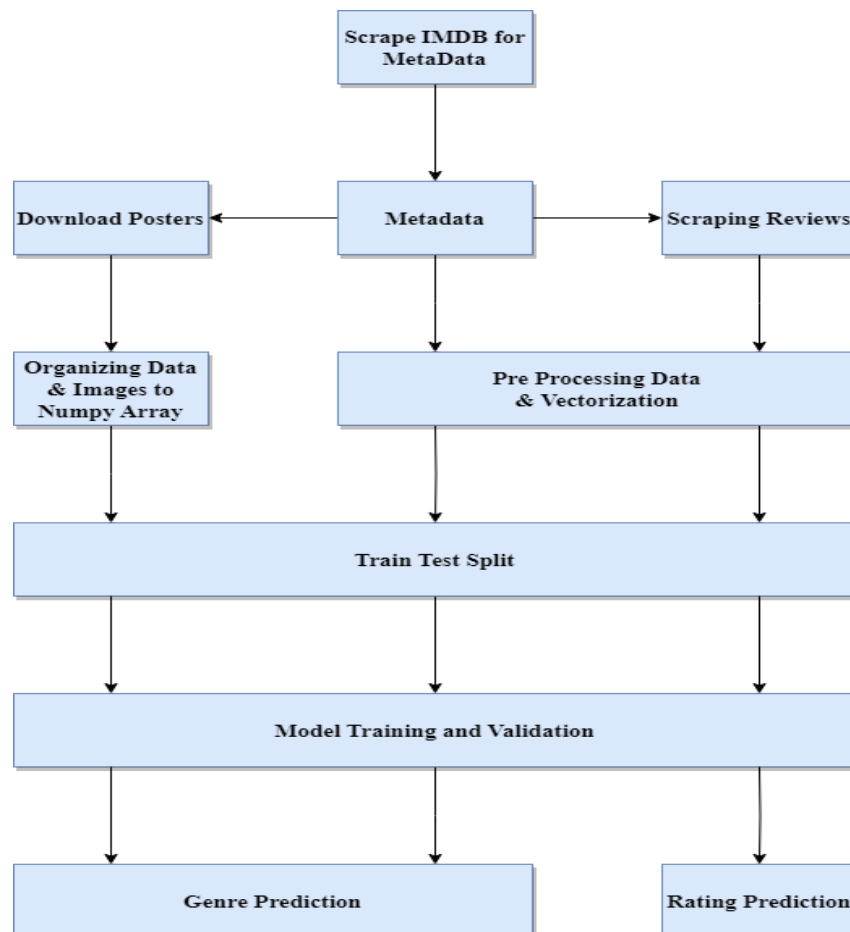 Scrape IMDB for
MetaData
Download Posters
Metadata
Scraping Reviews
Organizing Data
& Images to
Numpy Array
Pre Processing Data
& Vectorization
Train Test Split
Model Training and Validation
Genre Prediction
Rating Prediction